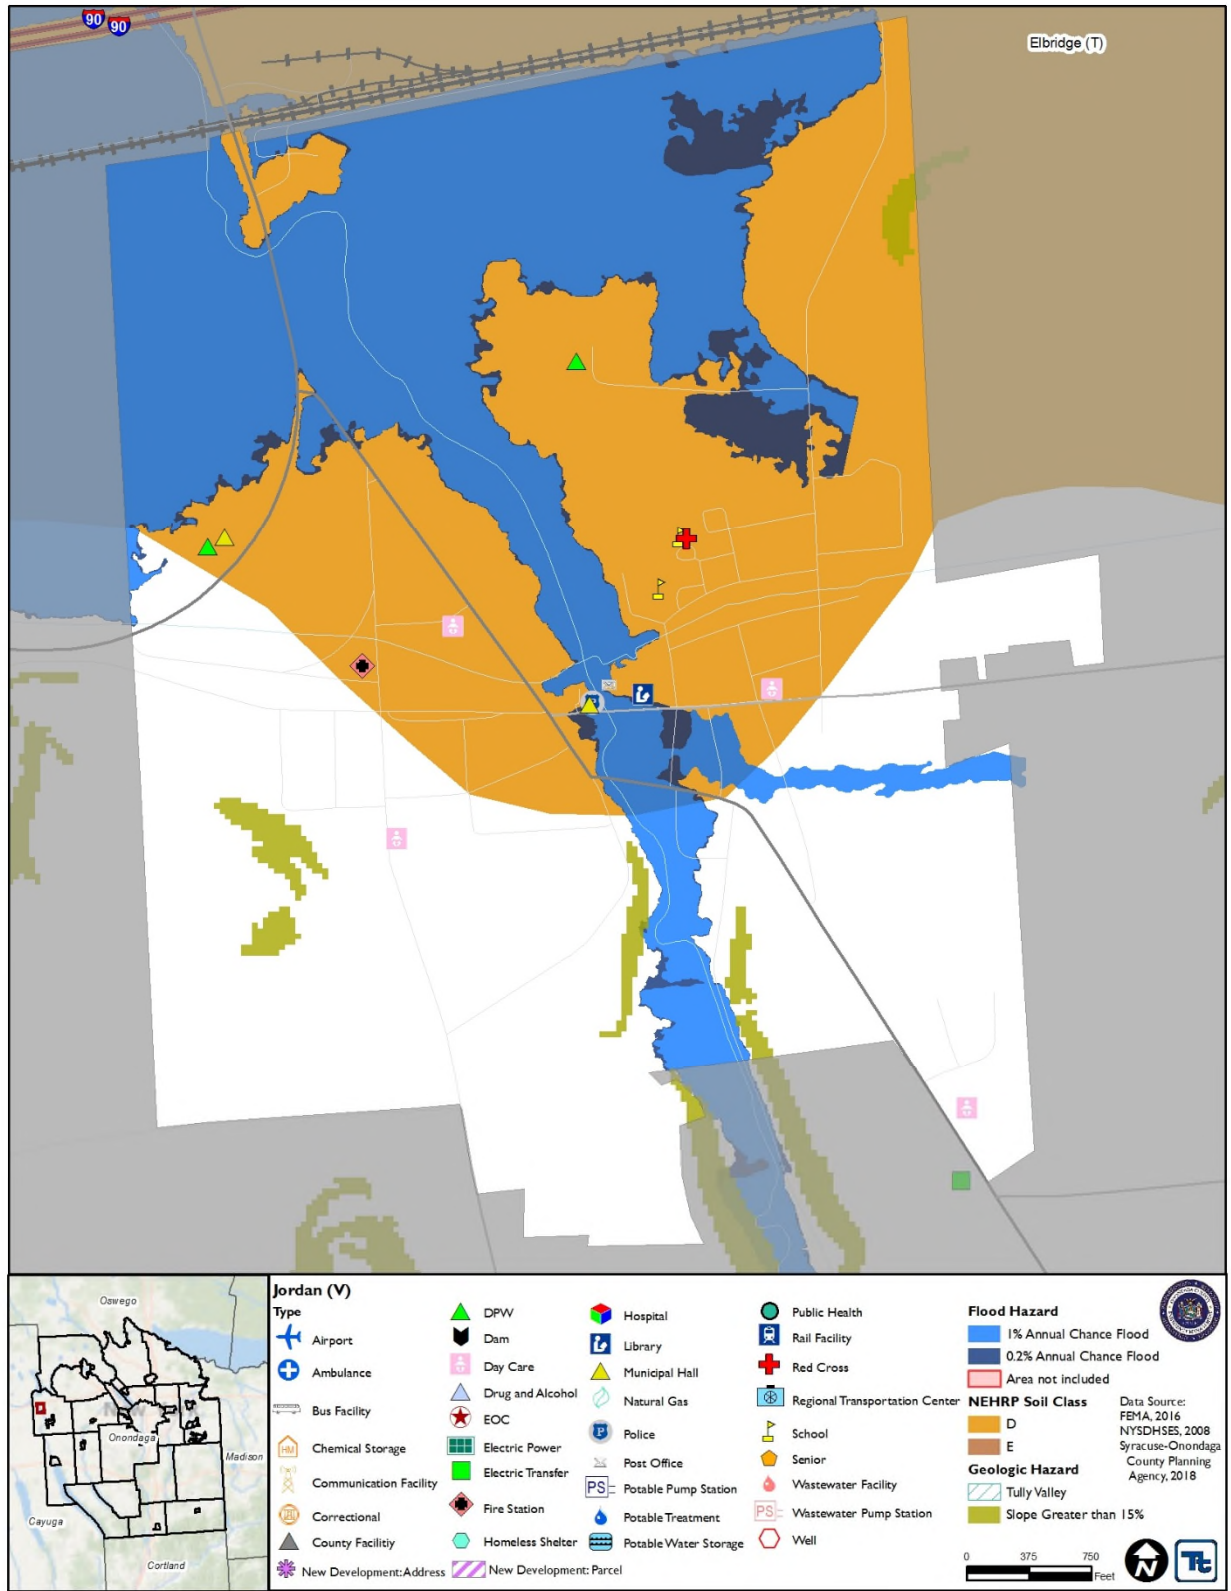 90
90
Elbridge (T)
Oswego
NEW
Onondaga
Madison
Cayuga
Cortland
Jordan (V)
Type
Airport
Ambulance
Bus Facility
HM
Chemical Storage
Communication Facility
Correctional
County Facilitiy
New Development: Address
DPW
Dam
Day Care
Drug and Alcohol
EOC
Electric Power
Electric Transfer
Fire Station
Homeless Shelter
New Development: Parcel
Hospital
Library
Municipal Hall
Natural Gas
P
Police
Post Office
PS
Potable Pump Station
Potable Treatment
Potable Water Storage
Public Health
Rail Facility
Red Cross
Regional Transportation Center
School
Senior
Wastewater Facility
PS
Wastewater Pump Station
Well
Flood Hazard
1% Annual Chance Flood
0.2% Annual Chance Flood
Area not included
NEHRP Soil Class
D
E
Geologic Hazard
Tully Valley
Slope Greater than 15%
Data Source:
FEMA, 2016
NYSDHSES, 2008
Syracuse-Onondaga
County Planning
Agency, 2018
0 375 750
Feet
N
Tt